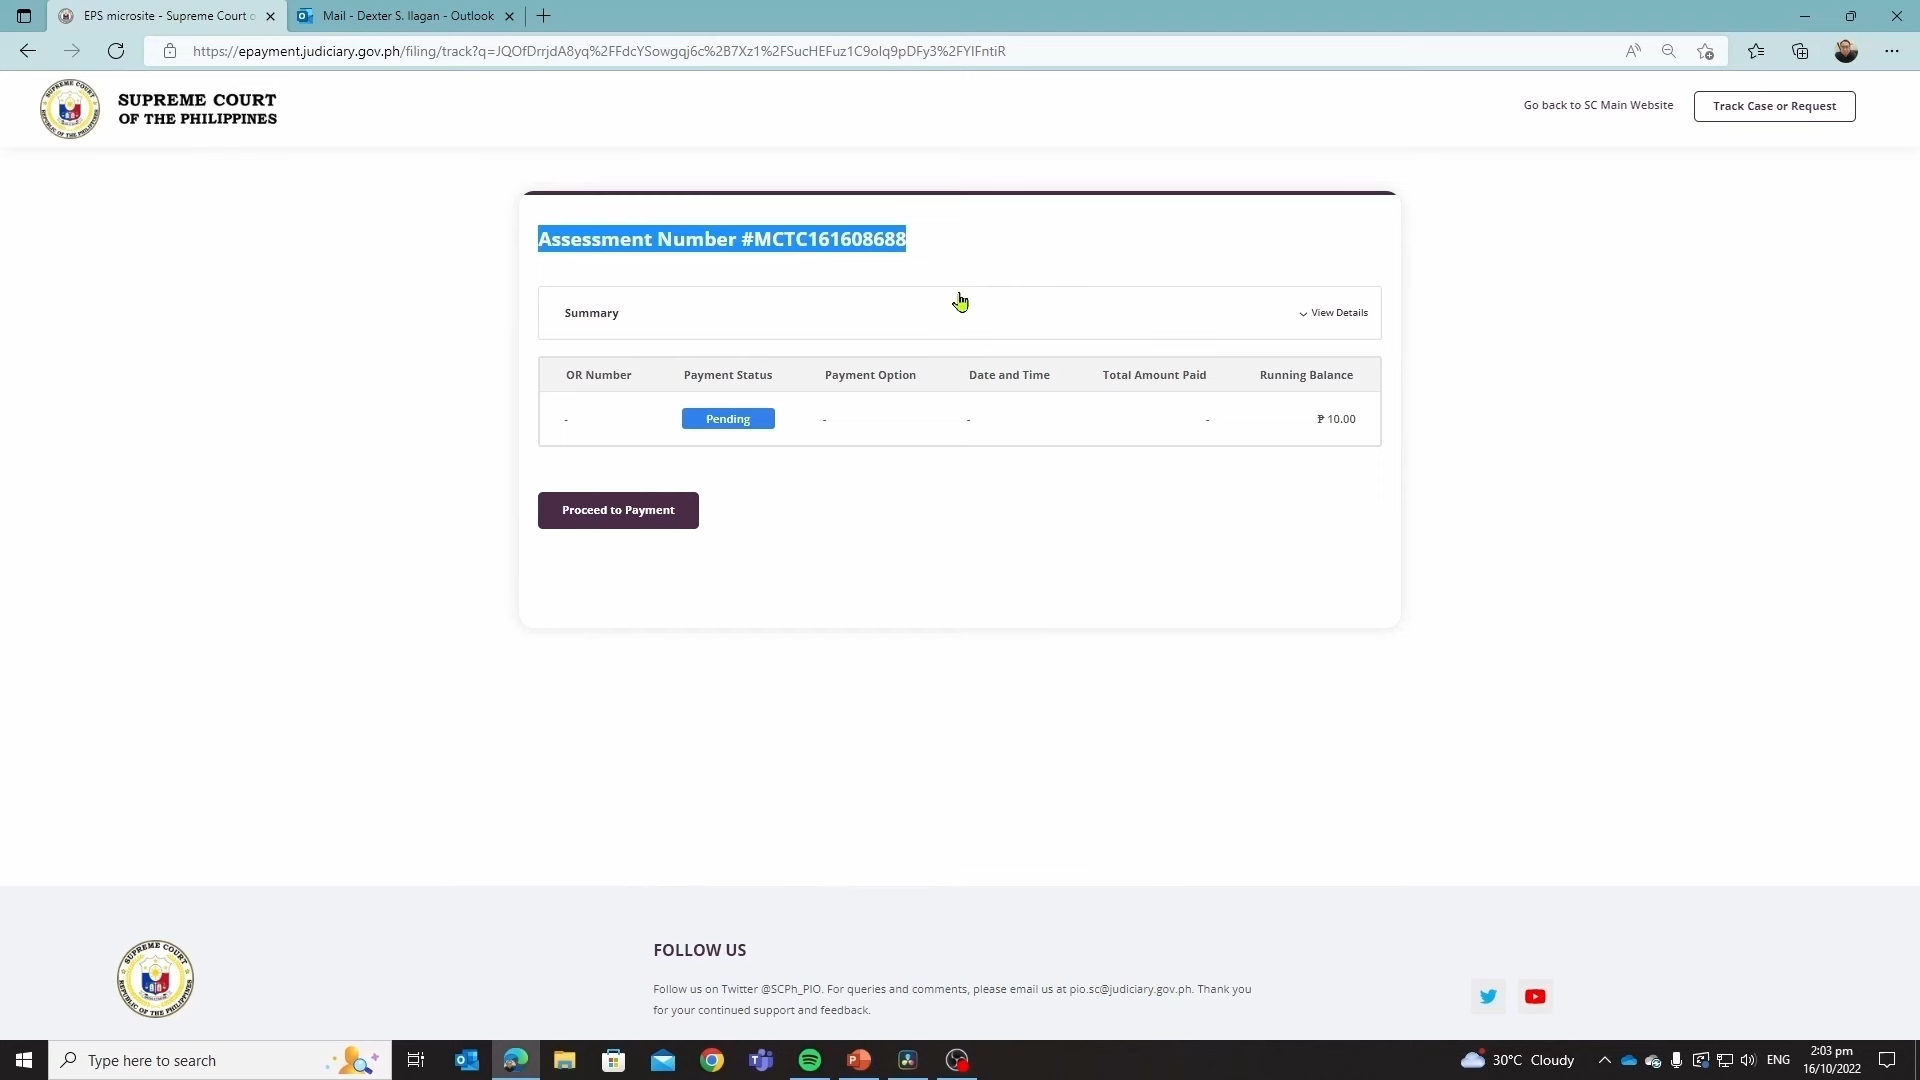 EPS microsite - Supreme Court o
Mail - Dexter S. Ilagan - Outlook
https://epayment.judiciary.gov.ph/filing/track?q=JQOfDrrjdA8yq%2FFdcYSowgqj6c%2B7Xz1%2FSucHEFuz1C9oIq9pDFy3%2FYIFntiR
SUPREME COURT
OF THE PHILIPPINES
Go back to SC Main Website
Track Case or Request
Assessment Number #MCTC161608688
Summary
View Details
OR Number Payment Status Payment Option Date and Time Total Amount Paid Running Balance
- Pending - - - ₱ 10.00
Proceed to Payment
FOLLOW US
Follow us on Twitter @SCPh_PIO. For queries and comments, please email us at pio.sc@judiciary.gov.ph. Thank you
for your continued support and feedback.
Type here to search
30°C Cloudy
ENG
2:03 pm
16/10/2022